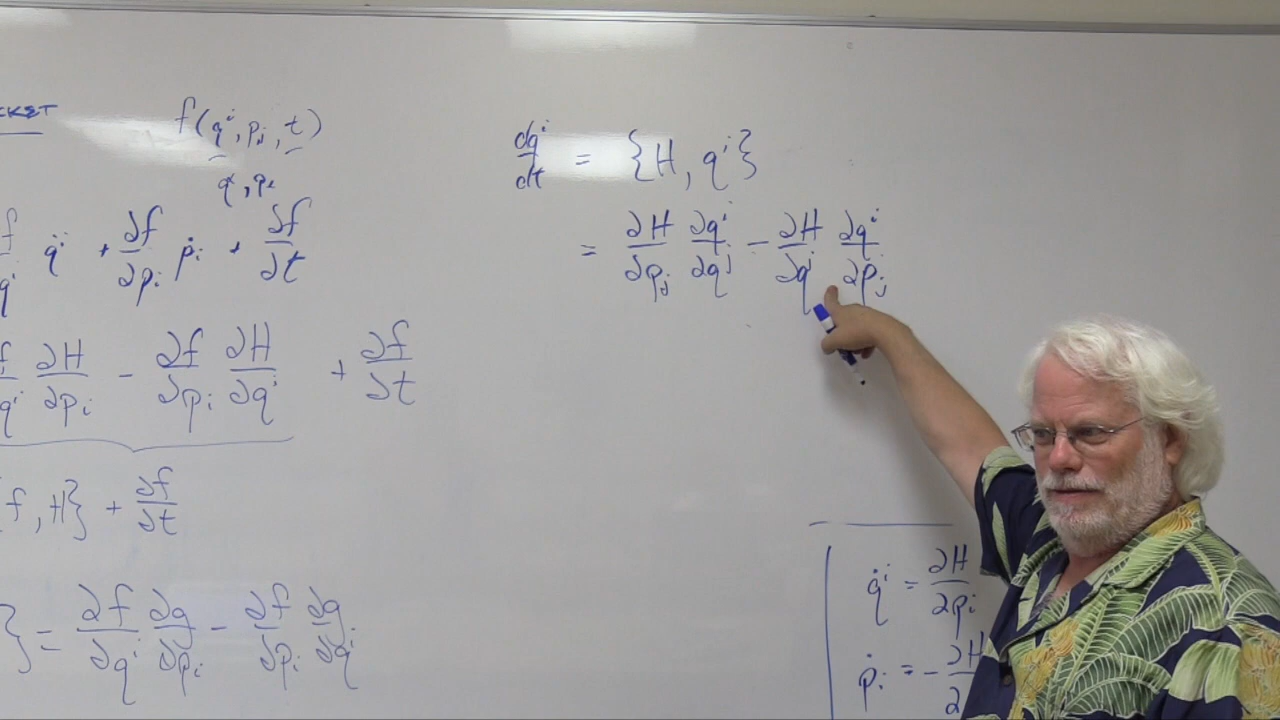 CKET
f(qⁱ, pⱼ, t)
qⁱ, pᵢ
f/qⁱ q̇ⁱ + ∂f/∂pᵢ ṗᵢ + ∂f/∂t
f/qⁱ ∂H/∂pᵢ - ∂f/∂pᵢ ∂H/∂qⁱ + ∂f/∂t
f, H} + ∂f/∂t
} = ∂f/∂qⁱ ∂g/∂pᵢ - ∂f/∂pᵢ ∂g/∂qⁱ
dqⁱ/dt = {H, qⁱ}
= ∂H/∂pⱼ ∂qⁱ/∂qʲ - ∂H/∂qʲ ∂qⁱ/∂pⱼ
q̇ⁱ = ∂H/∂pᵢ
ṗᵢ = - ∂H/∂